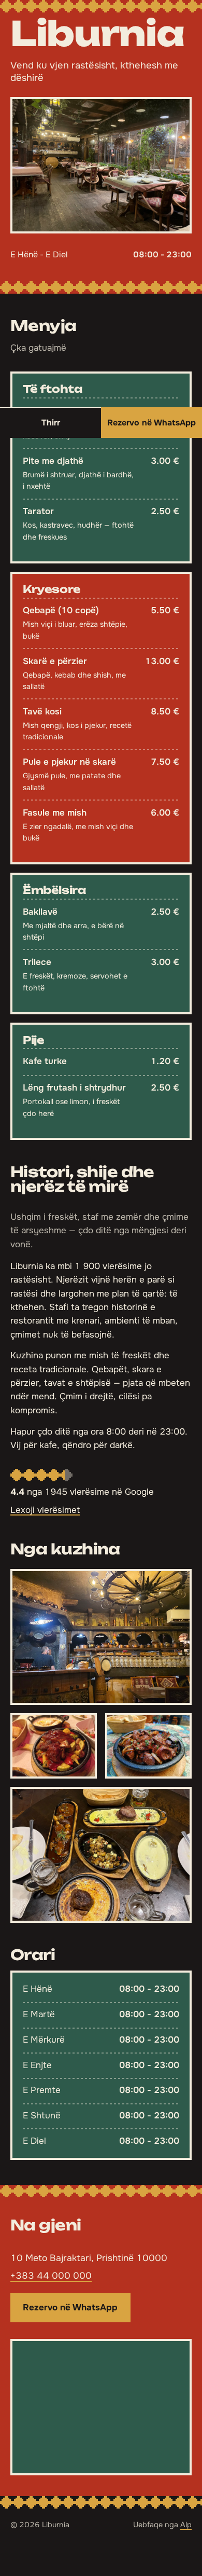 Liburnia
Vend ku vjen rastësisht, kthehesh me
dëshirë
E Hënë - E Diel 08:00 - 23:00
Menyja
Çka gatuajmë
Të ftohta
Thirr
Rezervo në WhatsApp
Pite me djathë 3.00 €
Brumë i shtruar, djathë i bardhë,
i nxehtë
Tarator 2.50 €
Kos, kastravec, hudhër — ftohtë
dhe freskues
Kryesore
Qebapë (10 copë) 5.50 €
Mish viçi i bluar, erëza shtëpie,
bukë
Skarë e përzier 13.00 €
Qebapë, kebab dhe shish, me
sallatë
Tavë kosi 8.50 €
Mish qengji, kos i pjekur, recetë
tradicionale
Pule e pjekur në skarë 7.50 €
Gjysmë pule, me patate dhe
sallatë
Fasule me mish 6.00 €
E zier ngadalë, me mish viçi dhe
bukë
Ëmbëlsira
Bakllavë 2.50 €
Me mjaltë dhe arra, e bërë në
shtëpi
Trilece 3.00 €
E freskët, kremoze, servohet e
ftohtë
Pije
Kafe turke 1.20 €
Lëng frutash i shtrydhur 2.50 €
Portokall ose limon, i freskët
çdo herë
Histori, shije dhe
njerëz të mirë
Ushqim i freskët, staf me zemër dhe çmime
të arsyeshme — çdo ditë nga mëngjesi deri
vonë.
Liburnia ka mbi 1 900 vlerësime jo
rastësisht. Njerëzit vijnë herën e parë si
rastësi dhe largohen me plan të qartë: të
kthehen. Stafi ta tregon historinë e
restorantit me krenari, ambienti të mban,
çmimet nuk të befasojnë.
Kuzhina punon me mish të freskët dhe
receta tradicionale. Qebapët, skara e
përzier, tavat e shtëpisë — pjata që mbeten
ndër mend. Çmim i drejtë, cilësi pa
kompromis.
Hapur çdo ditë nga ora 8:00 deri në 23:00.
Vij për kafe, qëndro për darkë.
4.4 nga 1945 vlerësime në Google
Lexoji vlerësimet
Nga kuzhina
Orari
E Hënë 08:00 - 23:00
E Martë 08:00 - 23:00
E Mërkurë 08:00 - 23:00
E Enjte 08:00 - 23:00
E Premte 08:00 - 23:00
E Shtunë 08:00 - 23:00
E Diel 08:00 - 23:00
Na gjeni
10 Meto Bajraktari, Prishtinë 10000
+383 44 000 000
Rezervo në WhatsApp
© 2026 Liburnia Uebfaqe nga Alp